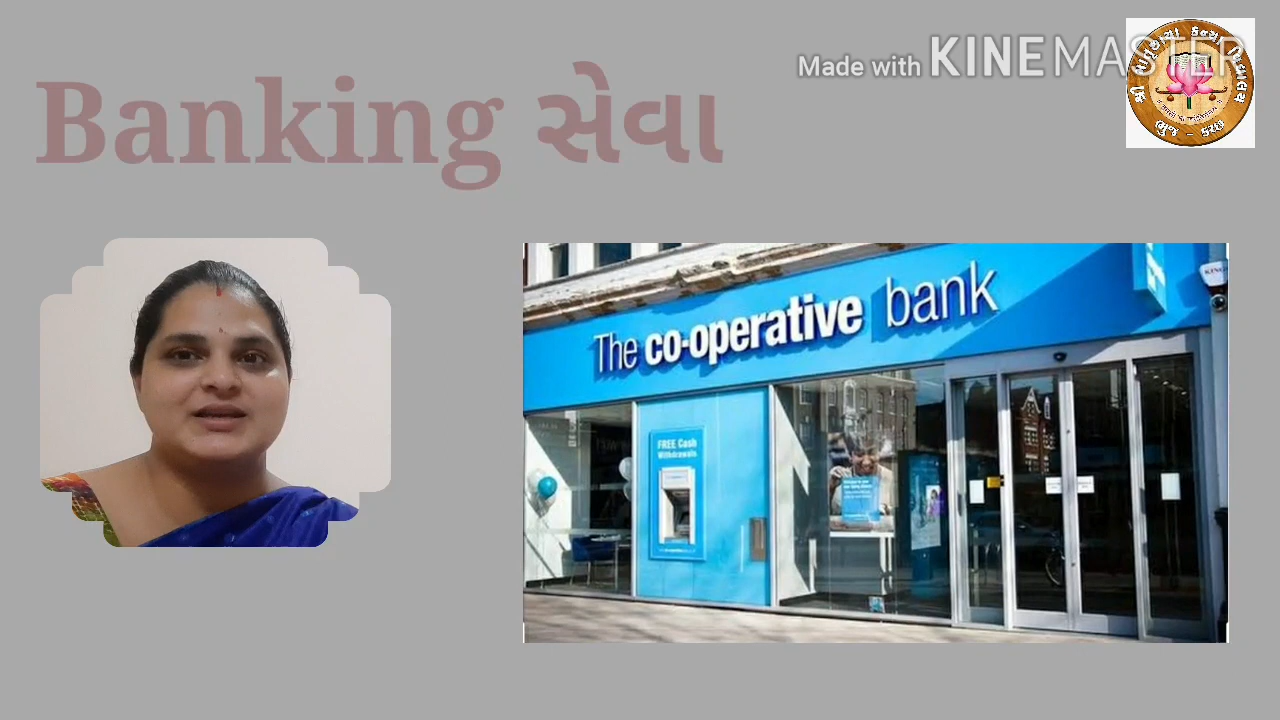 Made with KINEMASTER
Banking સેવા
The co-operative bank
FREE Cash
Withdrawals